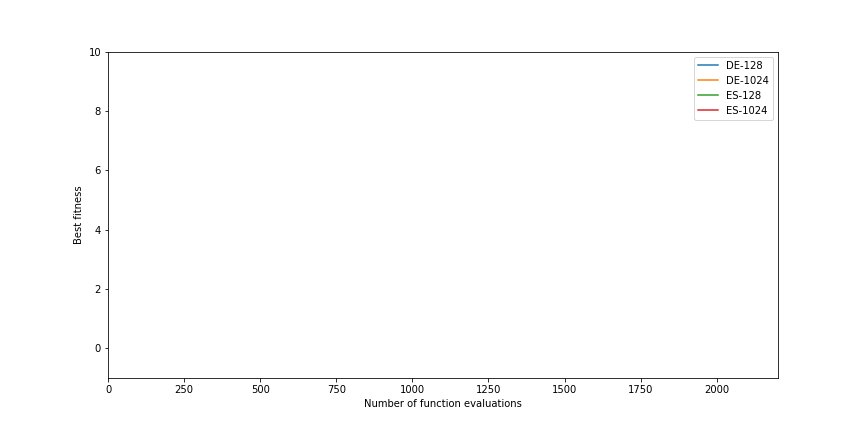 10
8
6
4
2
0
Best fitness
DE-128
DE-1024
ES-128
ES-1024
0 250 500 750 1000 1250 1500 1750 2000
Number of function evaluations